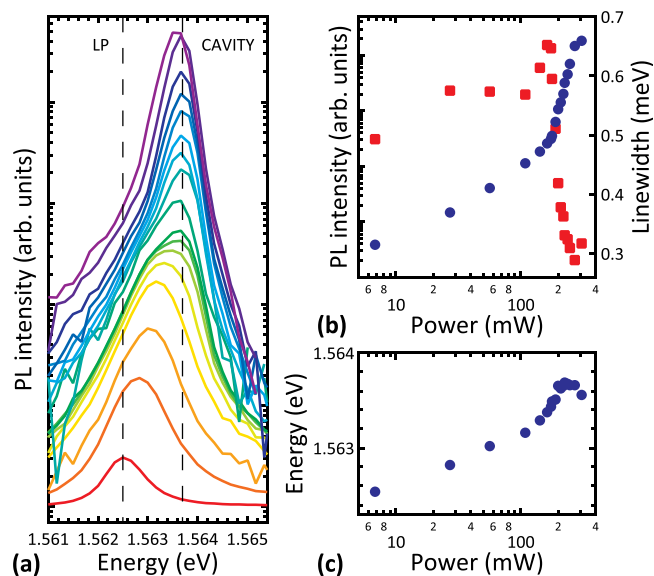 LP
CAVITY
PL intensity (arb. units)
1.561
1.562
1.563
1.564
1.565
Energy (eV)
(a)
PL intensity (arb. units)
0.7
0.6
0.5
0.4
0.3
Linewidth (meV)
6 8 2 4 6 8 2 4
10 100
Power (mW)
(b)
1.564
1.563
Energy (eV)
6 8 2 4 6 8 2 4
10 100
Power (mW)
(c)